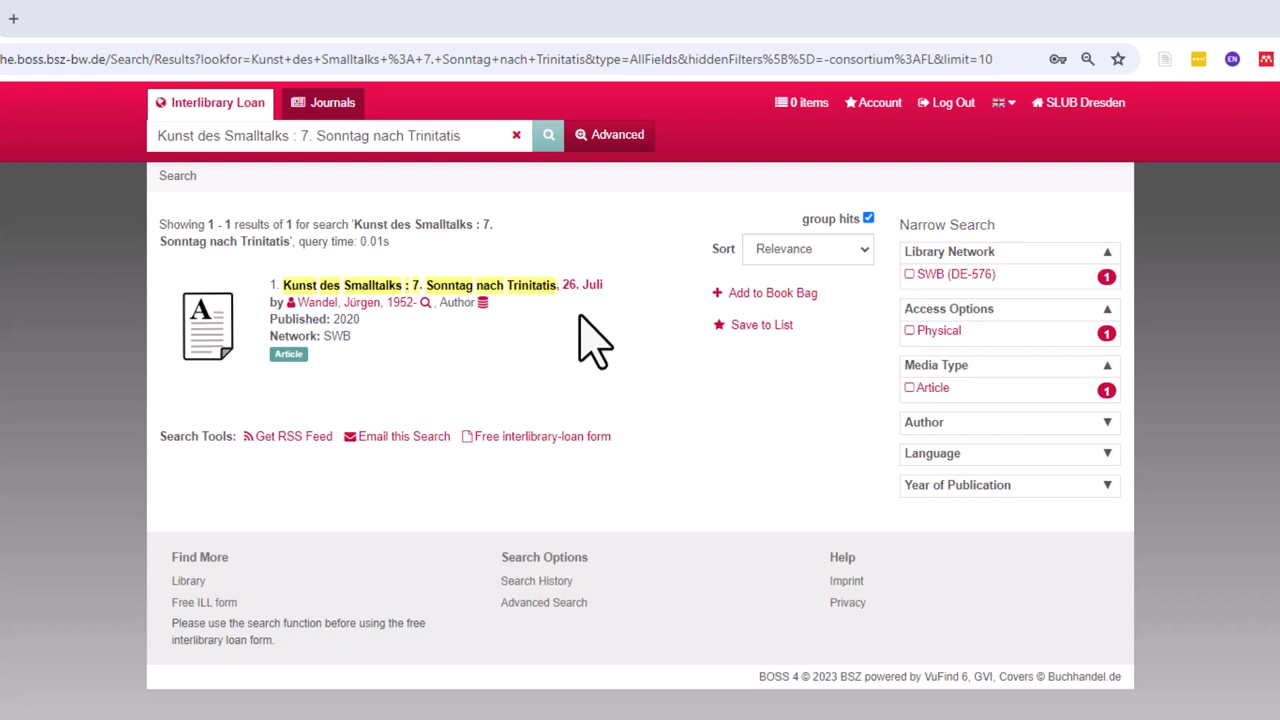 +
he.boss.bsz-bw.de/Search/Results?lookfor=Kunst+des+Smalltalks+%3A+7.+Sonntag+nach+Trinitatis&type=AllFields&hiddenFilters%5B%5D=-consortium%3AFL&limit=10
EN
Interlibrary Loan Journals 0 items Account Log Out SLUB Dresden
Kunst des Smalltalks : 7. Sonntag nach Trinitatis Advanced
Search
Showing 1 - 1 results of 1 for search 'Kunst des Smalltalks : 7.
Sonntag nach Trinitatis', query time: 0.01s
group hits
Sort Relevance
1. Kunst des Smalltalks : 7. Sonntag nach Trinitatis, 26. Juli
by Wandel, Jürgen, 1952- , Author
Published: 2020
Network: SWB
Article
A
Add to Book Bag
Save to List
Search Tools: Get RSS Feed Email this Search Free interlibrary-loan form
Narrow Search
Library Network
SWB (DE-576) 1
Access Options
Physical 1
Media Type
Article 1
Author
Language
Year of Publication
Find More
Library
Free ILL form
Please use the search function before using the free
interlibrary loan form.
Search Options
Search History
Advanced Search
Help
Imprint
Privacy
BOSS 4 © 2023 BSZ powered by VuFind 6, GVI, Covers © Buchhandel.de